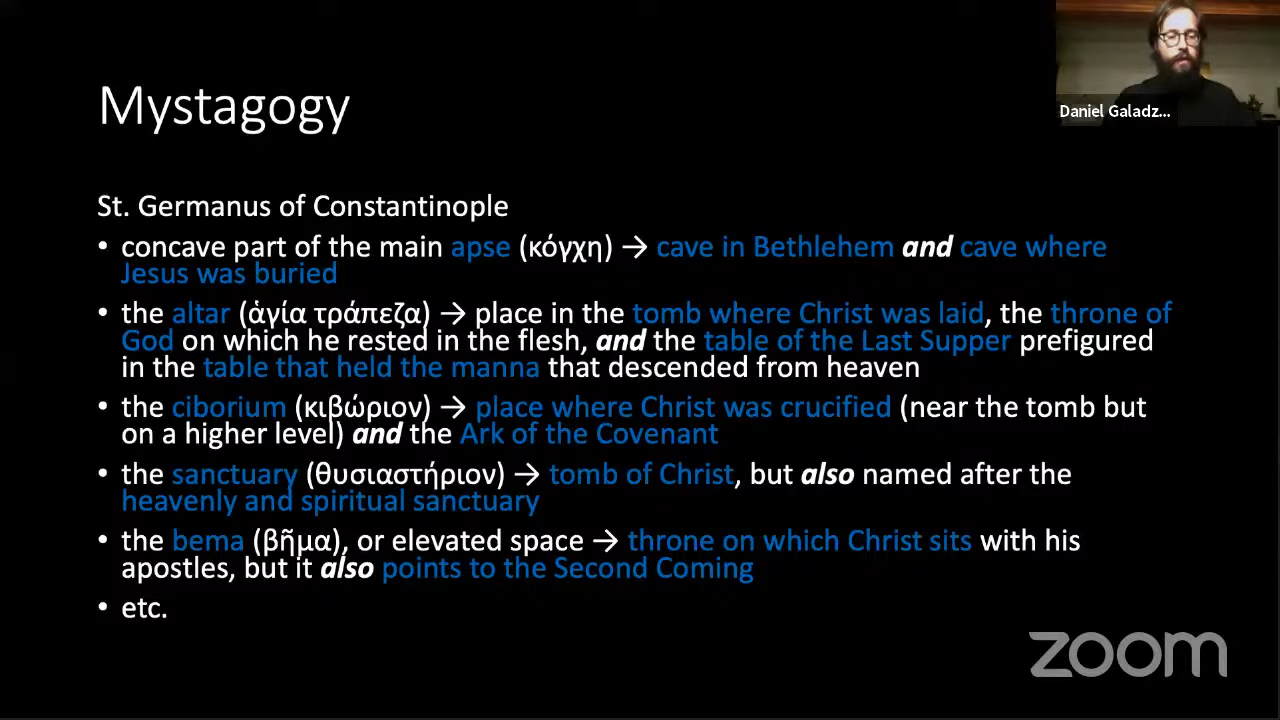 Mystagogy
Daniel Galadz...
St. Germanus of Constantinople
• concave part of the main apse (κόγχη) → cave in Bethlehem and cave where
Jesus was buried
• the altar (ἁγία τράπεζα) → place in the tomb where Christ was laid, the throne of
God on which he rested in the flesh, and the table of the Last Supper prefigured
in the table that held the manna that descended from heaven
• the ciborium (κιβώριον) → place where Christ was crucified (near the tomb but
on a higher level) and the Ark of the Covenant
• the sanctuary (θυσιαστήριον) → tomb of Christ, but also named after the
heavenly and spiritual sanctuary
• the bema (βῆμα), or elevated space → throne on which Christ sits with his
apostles, but it also points to the Second Coming
• etc.
zoom